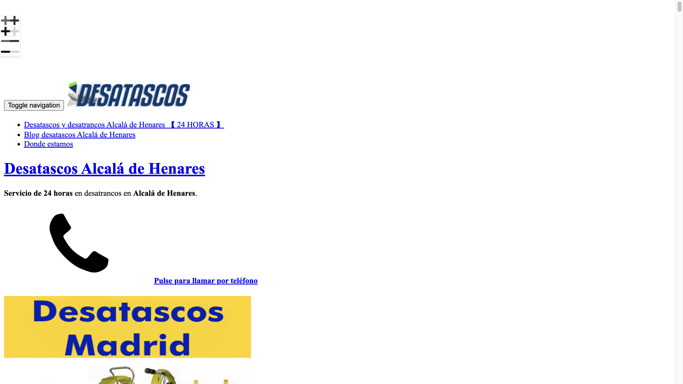 Toggle navigation
DESATASCOS
Desatascos y desatrancos Alcalá de Henares 【 24 HORAS 】
Blog desatascos Alcalá de Henares
Donde estamos
Desatascos Alcalá de Henares
Servicio de 24 horas en desatrancos en Alcalá de Henares.
Pulse para llamar por teléfono
Desatascos
Madrid